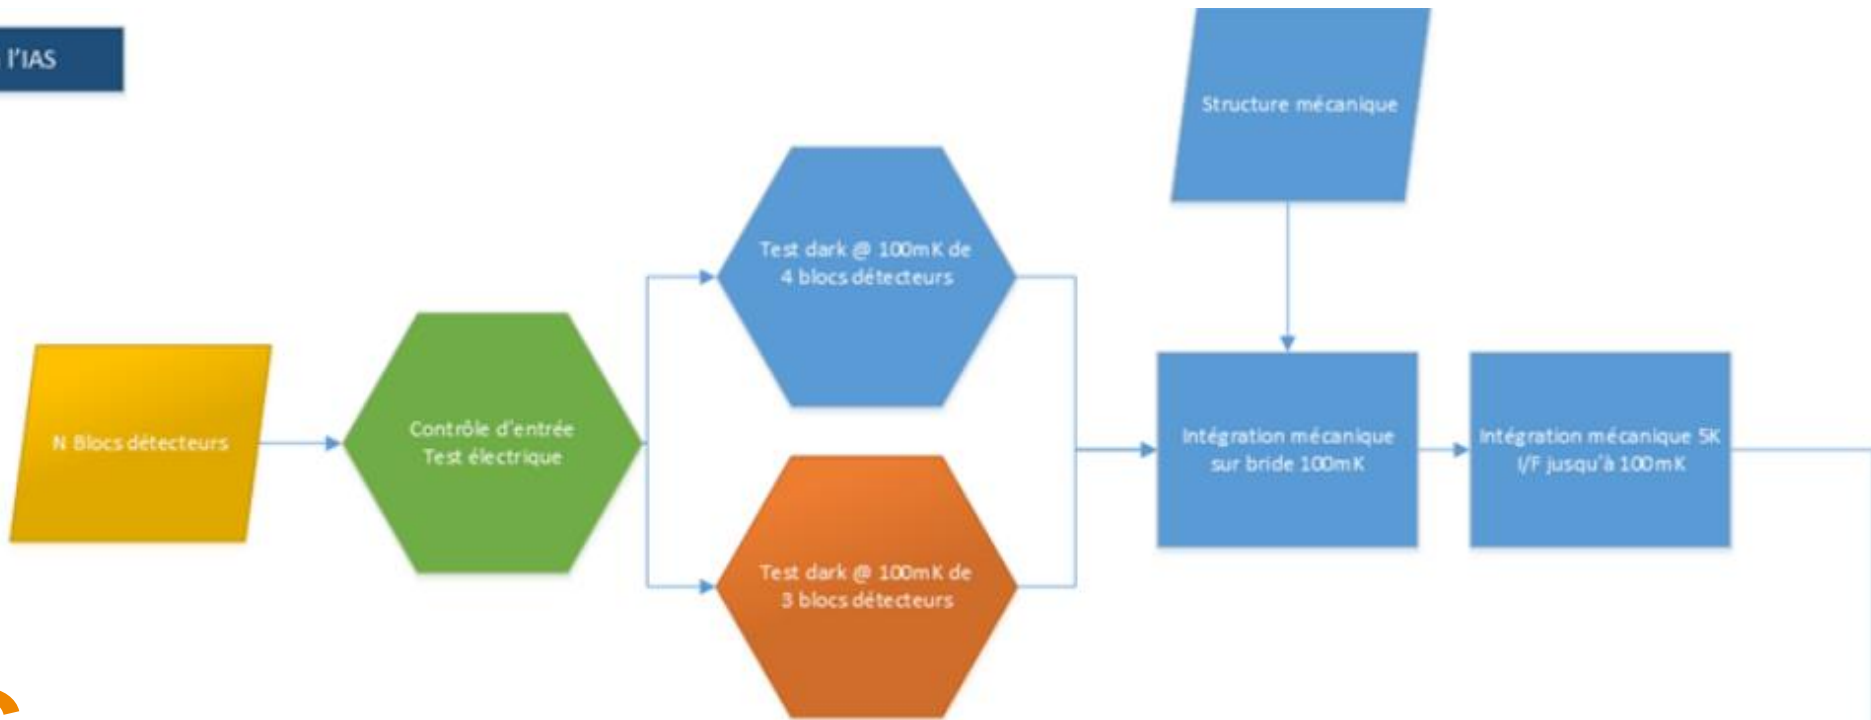 l'IAS
Structure mécanique
Test dark @ 100mK de
4 blocs détecteurs
N Blocs détecteurs
Contrôle d'entrée
Test électrique
Test dark @ 100mK de
3 blocs détecteurs
Intégration mécanique
sur bride 100mK
Intégration mécanique 5K
I/F jusqu'à 100mK